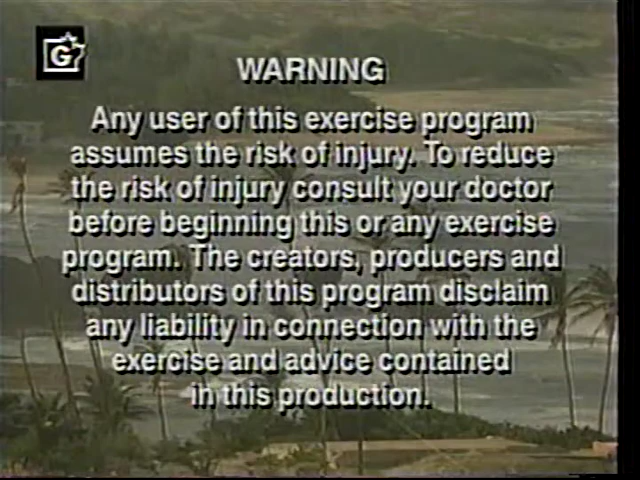 G
WARNING
Any user of this exercise program
assumes the risk of injury. To reduce
the risk of injury consult your doctor
before beginning this or any exercise
program. The creators, producers and
distributors of this program disclaim
any liability in connection with the
exercise and advice contained
in this production.